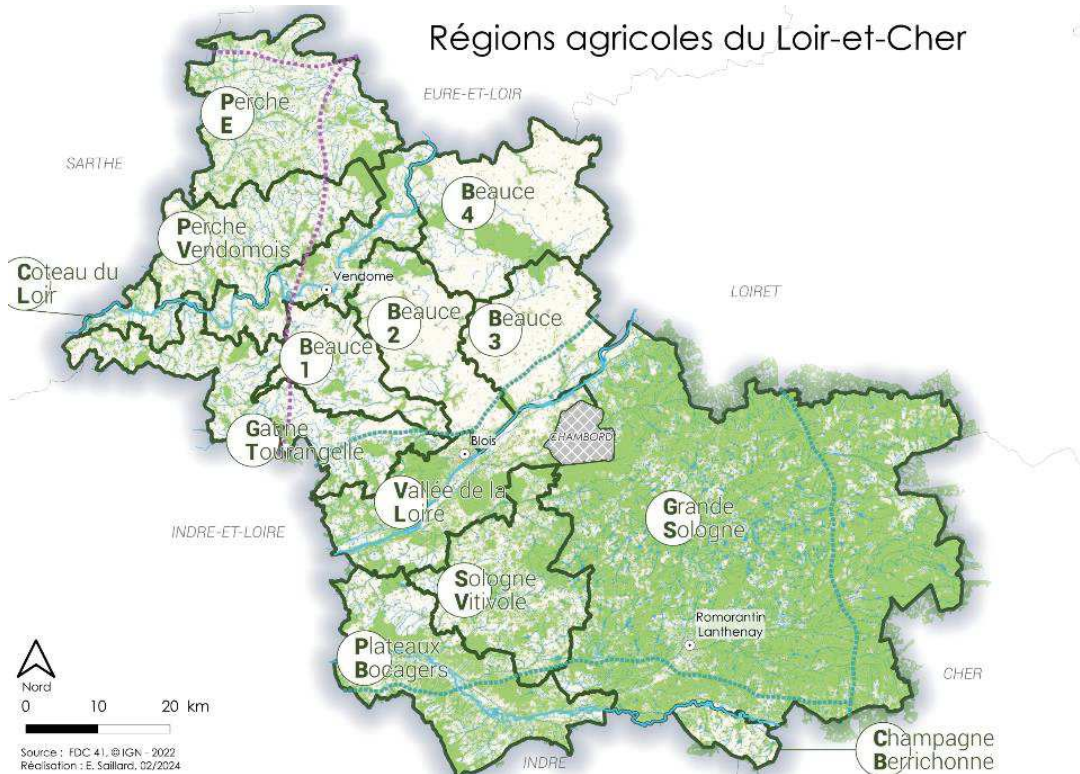 Régions agricoles du Loir-et-Cher
EURE-ET-LOIR
SARTHE
Perche
E
Beauce
4
Perche
Vendomois
Coteau du
Loir
Vendome
LOIRET
Beauce
2
Beauce
3
Beauce
1
CHAMBORD
Gatine
Tourangelle
Blois
Vallée de la
Loire
Grande
Sologne
INDRE-ET-LOIRE
Sologne
Vitivole
Romorantin
Lanthenay
Plateaux
Bocagers
Nord
0 10 20 km
CHER
Champagne
Berrichonne
INDRE
Source : FDC 41, © IGN - 2022
Réalisation : E. Saillard, 02/2024